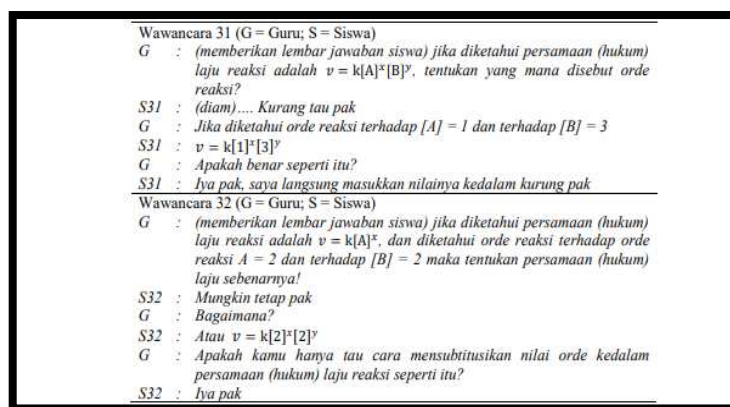 Wawancara 31 (G = Guru; S = Siswa)
G : (memberikan lembar jawaban siswa) jika diketahui persamaan (hukum)
laju reaksi adalah v = k[A]ˣ[B]ʸ, tentukan yang mana disebut orde
reaksi?
S31 : (diam).... Kurang tau pak
G : Jika diketahui orde reaksi terhadap [A] = 1 dan terhadap [B] = 3
S31 : v = k[1]ˣ[3]ʸ
G : Apakah benar seperti itu?
S31 : Iya pak, saya langsung masukkan nilainya kedalam kurung pak
Wawancara 32 (G = Guru; S = Siswa)
G : (memberikan lembar jawaban siswa) jika diketahui persamaan (hukum)
laju reaksi adalah v = k[A]ˣ, dan diketahui orde reaksi terhadap orde
reaksi A = 2 dan terhadap [B] = 2 maka tentukan persamaan (hukum)
laju sebenarnya!
S32 : Mungkin tetap pak
G : Bagaimana?
S32 : Atau v = k[2]ˣ[2]ʸ
G : Apakah kamu hanya tau cara mensubtitusikan nilai orde kedalam
persamaan (hukum) laju reaksi seperti itu?
S32 : Iya pak